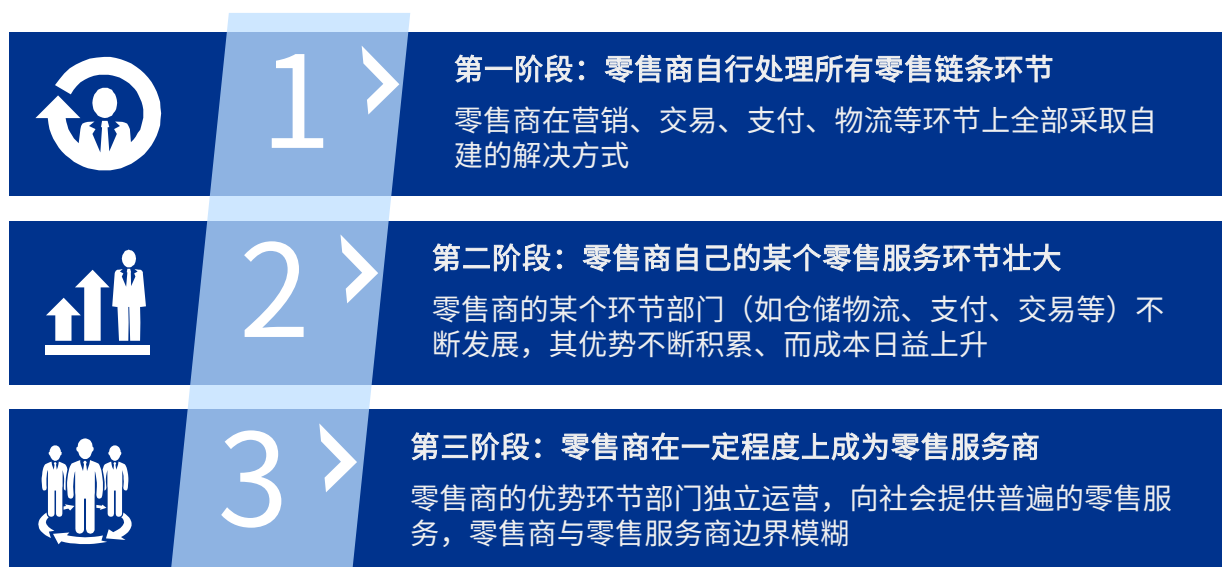 1
第一阶段：零售商自行处理所有零售链条环节
零售商在营销、交易、支付、物流等环节上全部采取自
建的解决方式
2
第二阶段：零售商自己的某个零售服务环节壮大
零售商的某个环节部门（如仓储物流、支付、交易等）不
断发展，其优势不断积累、而成本日益上升
3
第三阶段：零售商在一定程度上成为零售服务商
零售商的优势环节部门独立运营，向社会提供普遍的零售服
务，零售商与零售服务商边界模糊